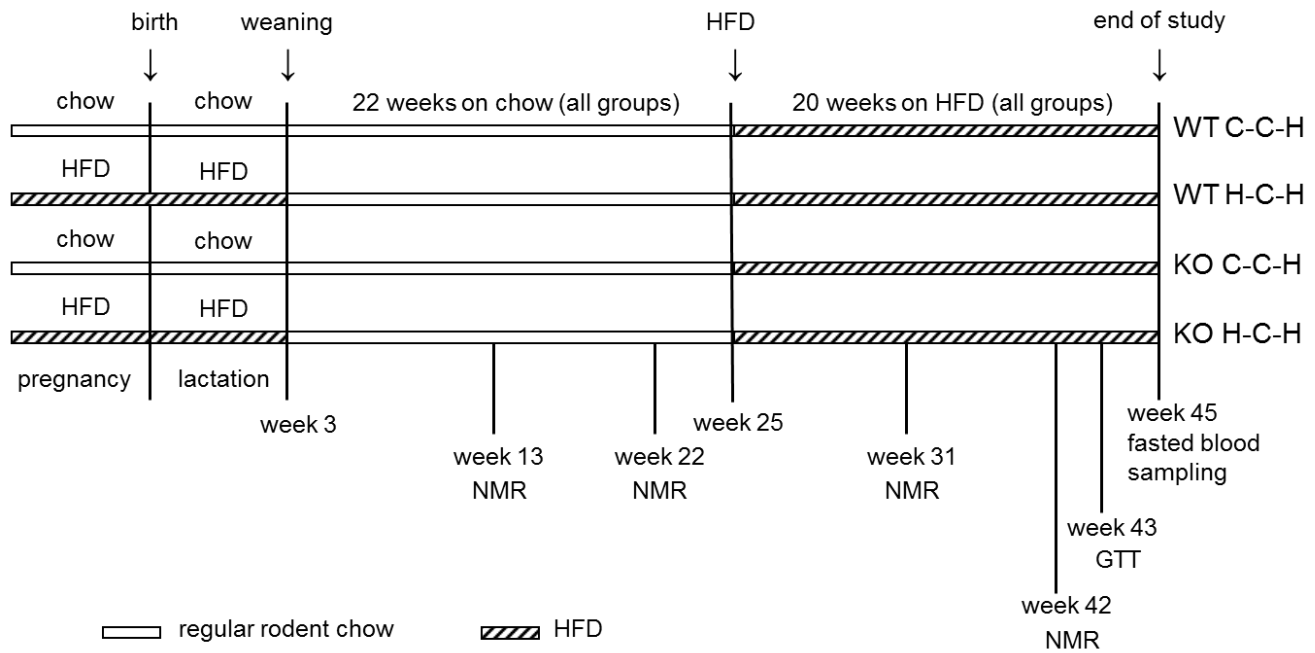 birth weaning HFD end of study
chow chow 22 weeks on chow (all groups) 20 weeks on HFD (all groups)
WT C-C-H
HFD HFD
WT H-C-H
chow chow
KO C-C-H
HFD HFD
KO H-C-H
pregnancy lactation
week 3
week 13
NMR
week 22
NMR
week 25
week 31
NMR
week 42
NMR
week 43
GTT
week 45
fasted blood
sampling
regular rodent chow HFD